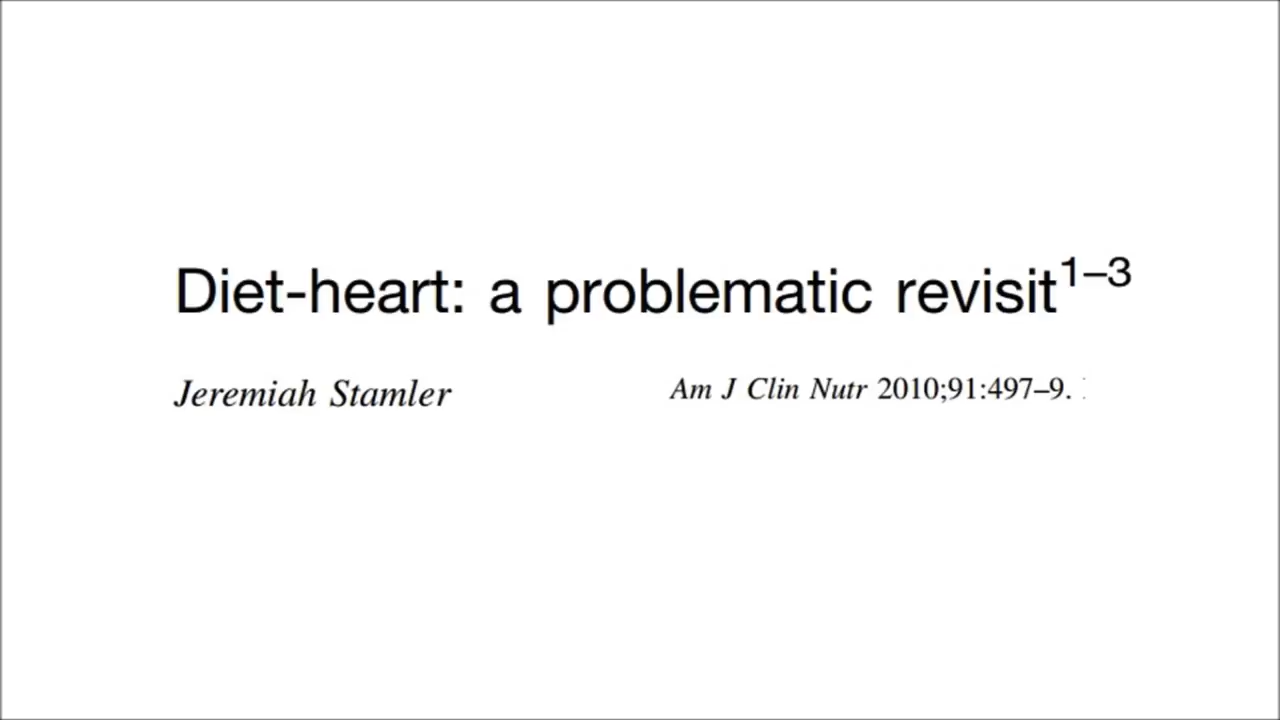 Diet-heart: a problematic revisit1–3
Jeremiah Stamler
Am J Clin Nutr 2010;91:497–9.